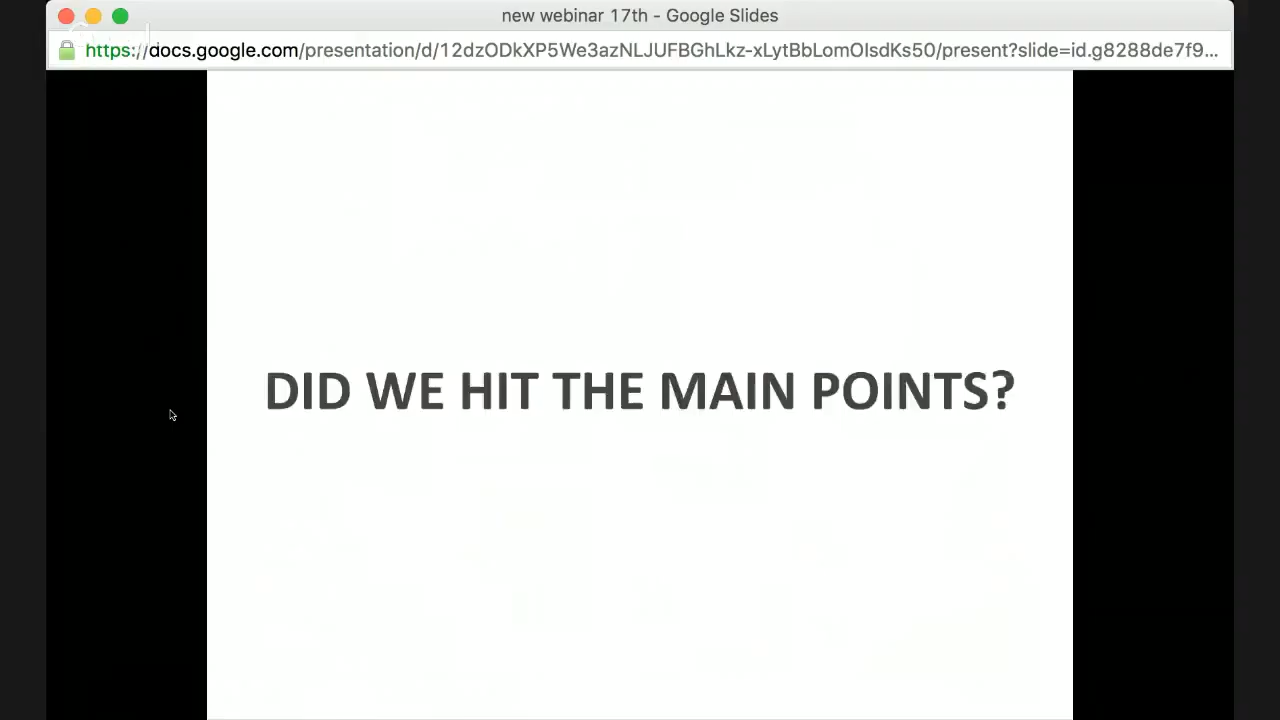 new webinar 17th - Google Slides
https://docs.google.com/presentation/d/12dzODkXP5We3azNLJUFBGhLkz-xLytBbLomOIsdKs50/present?slide=id.g8288de7f9...
DID WE HIT THE MAIN POINTS?